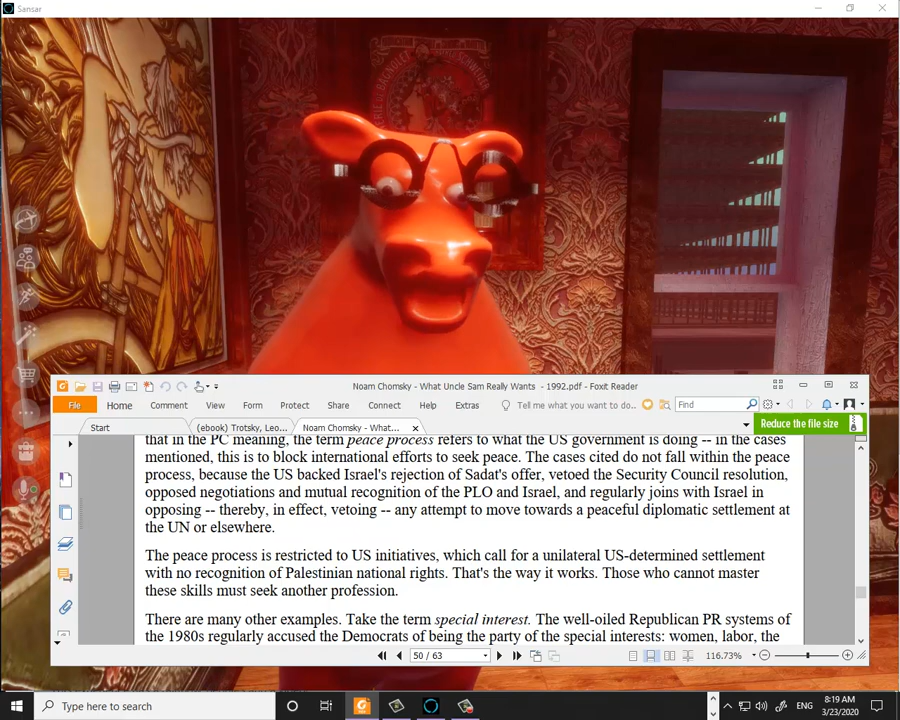 Sansar
Noam Chomsky - What Uncle Sam Really Wants - 1992.pdf - Foxit Reader
File Home Comment View Form Protect Share Connect Help Extras Tell me what you want to do... Find
Start (ebook) Trotsky, Leo... Noam Chomsky - What... Reduce the file size
that in the PC meaning, the term peace process refers to what the US government is doing -- in the cases
mentioned, this is to block international efforts to seek peace. The cases cited do not fall within the peace
process, because the US backed Israel's rejection of Sadat's offer, vetoed the Security Council resolution,
opposed negotiations and mutual recognition of the PLO and Israel, and regularly joins with Israel in
opposing -- thereby, in effect, vetoing -- any attempt to move towards a peaceful diplomatic settlement at
the UN or elsewhere.
The peace process is restricted to US initiatives, which call for a unilateral US-determined settlement
with no recognition of Palestinian national rights. That's the way it works. Those who cannot master
these skills must seek another profession.
There are many other examples. Take the term special interest. The well-oiled Republican PR systems of
the 1980s regularly accused the Democrats of being the party of the special interests: women, labor, the
50 / 63 116.73%
Type here to search ENG 8:19 AM
3/23/2020